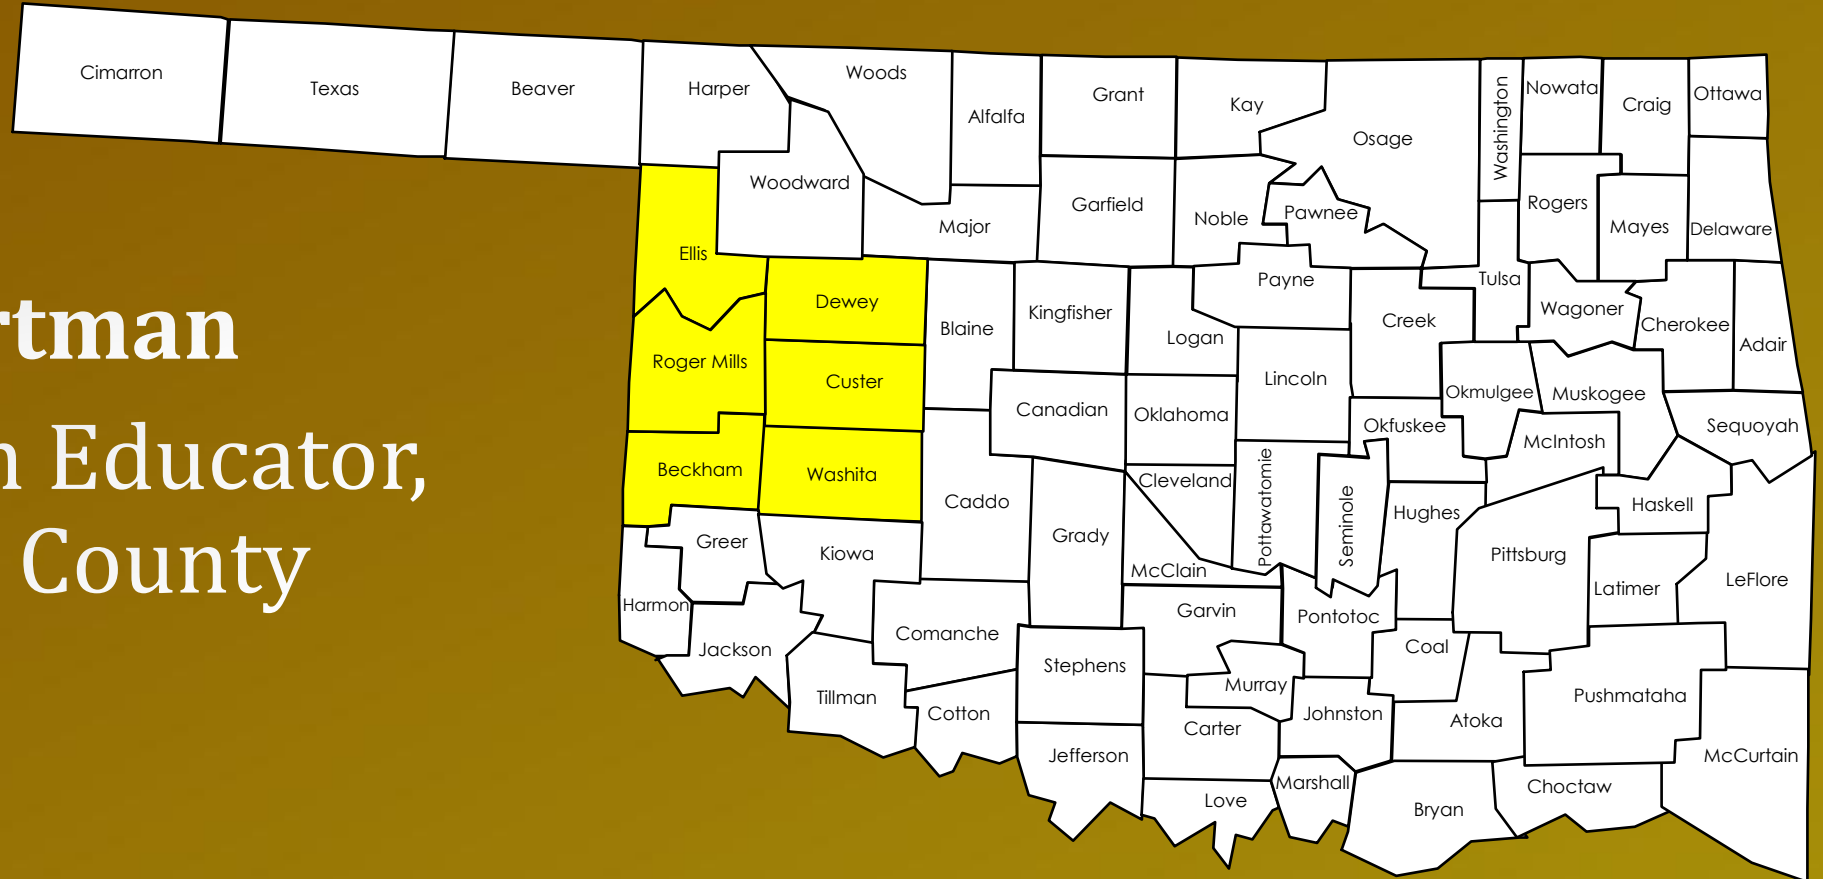 Cimarron
Texas
Beaver
Harper
Woods
Alfalfa
Grant
Kay
Osage
Washington
Nowata
Craig
Ottawa
Woodward
Major
Garfield
Noble
Pawnee
Rogers
Mayes
Delaware
Ellis
Dewey
Blaine
Kingfisher
Logan
Payne
Creek
Tulsa
Wagoner
Cherokee
Adair
rtman
Roger Mills
Custer
Canadian
Oklahoma
Lincoln
Okmulgee
Muskogee
Okfuskee
McIntosh
Sequoyah
n Educator,
Beckham
Washita
Caddo
Grady
Cleveland
Pottawatomie
Seminole
Hughes
Haskell
County
Greer
Kiowa
McClain
Pittsburg
Latimer
LeFlore
Harmon
Jackson
Comanche
Garvin
Pontotoc
Coal
Tillman
Stephens
Murray
Johnston
Atoka
Pushmataha
Cotton
Jefferson
Carter
McCurtain
Love
Marshall
Bryan
Choctaw